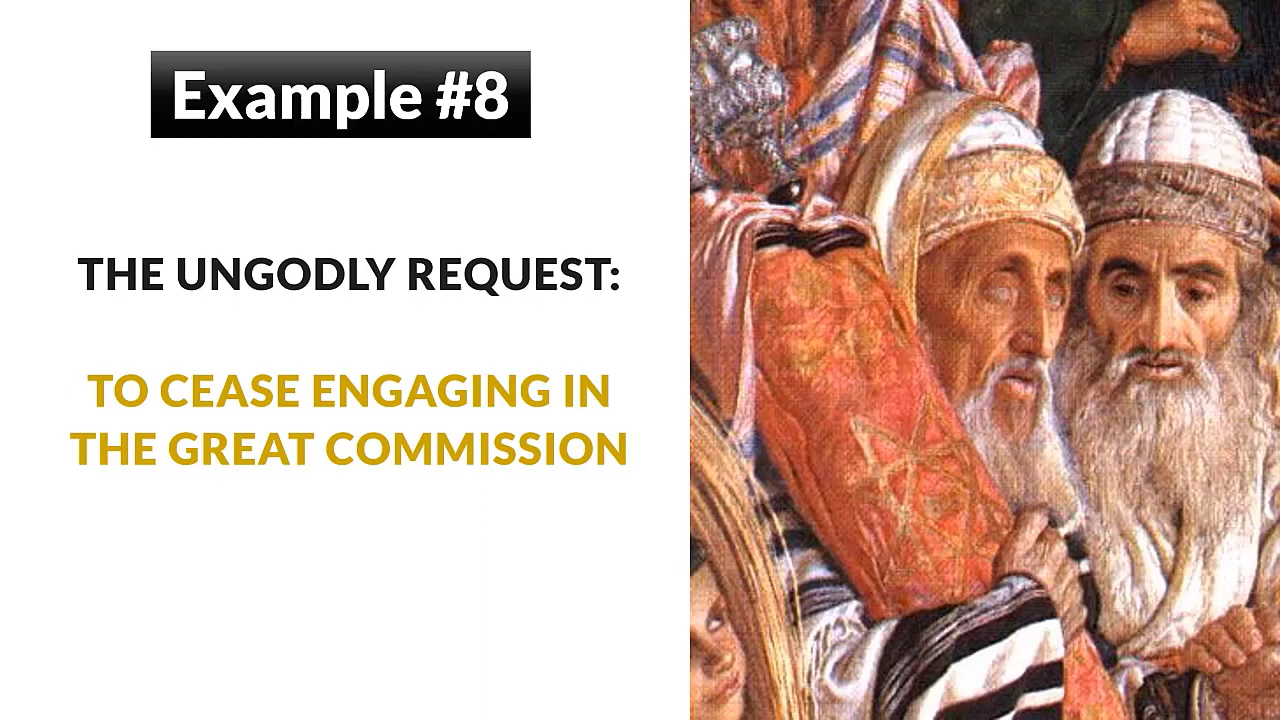 Example #8
THE UNGODLY REQUEST:
TO CEASE ENGAGING IN
THE GREAT COMMISSION